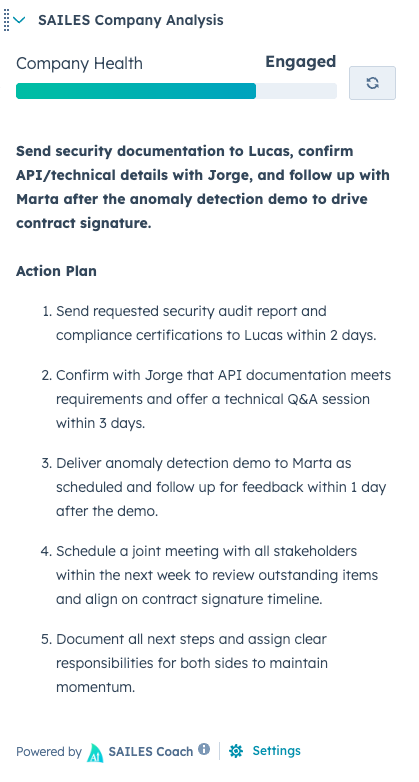 SAILES Company Analysis
Company Health
Engaged
Send security documentation to Lucas, confirm
API/technical details with Jorge, and follow up with
Marta after the anomaly detection demo to drive
contract signature.
Action Plan
1. Send requested security audit report and
compliance certifications to Lucas within 2 days.
2. Confirm with Jorge that API documentation meets
requirements and offer a technical Q&A session
within 3 days.
3. Deliver anomaly detection demo to Marta as
scheduled and follow up for feedback within 1 day
after the demo.
4. Schedule a joint meeting with all stakeholders
within the next week to review outstanding items
and align on contract signature timeline.
5. Document all next steps and assign clear
responsibilities for both sides to maintain
momentum.
Powered by AI SAILES Coach i Settings